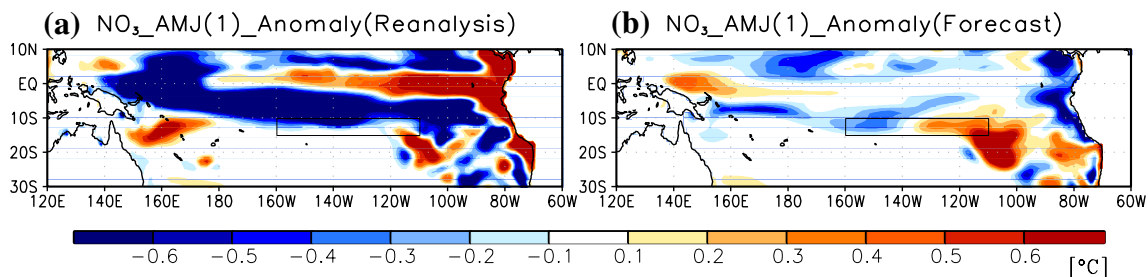 (a) NO₃_AMJ(1)_Anomaly(Reanalysis)
(b) NO₃_AMJ(1)_Anomaly(Forecast)
10N
EQ
10S
20S
30S
120E 140E 160E 180 160W 140W 120W 100W 80W 60W
10N
EQ
10S
20S
30S
120E 140E 160E 180 160W 140W 120W 100W 80W 60W
-0.6 -0.5 -0.4 -0.3 -0.2 -0.1 0.1 0.2 0.3 0.4 0.5 0.6
[°C]